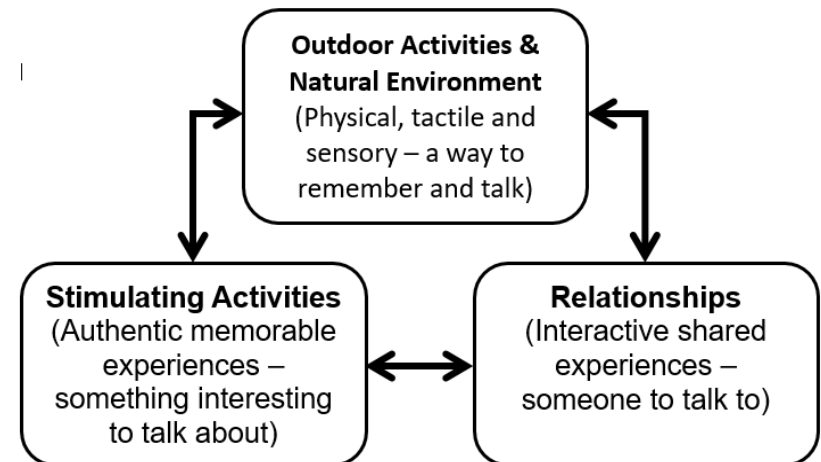 Outdoor Activities &
Natural Environment
(Physical, tactile and
sensory – a way to
remember and talk)
Stimulating Activities
(Authentic memorable
experiences –
something interesting
to talk about)
Relationships
(Interactive shared
experiences –
someone to talk to)